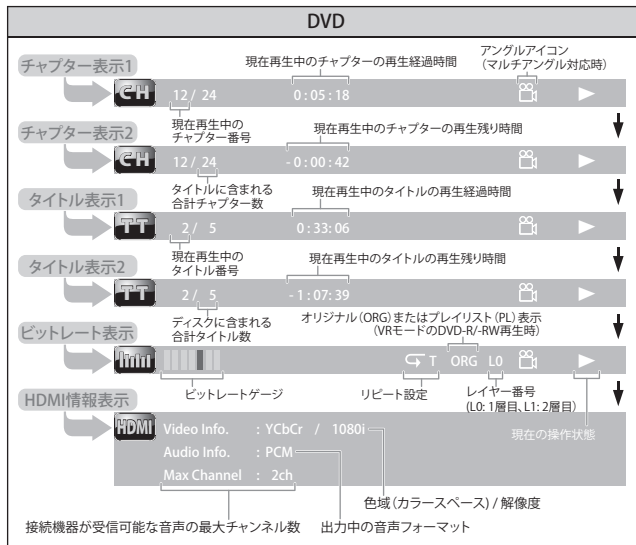 DVD
チャプター表示1
現在再生中のチャプターの再生経過時間
アングルアイコン
（マルチアングル対応時）
CH 12 / 24 0 : 05 : 18
現在再生中の
チャプター番号
チャプター表示2
現在再生中のチャプターの再生残り時間
CH 12 / 24 - 0 : 00 : 42
タイトルに含まれる
合計チャプター数
タイトル表示1
現在再生中のタイトルの再生経過時間
TT 2 / 5 0 : 33 : 06
現在再生中の
タイトル番号
タイトル表示2
現在再生中のタイトルの再生残り時間
TT 2 / 5 - 1 : 07 : 39
ディスクに含まれる
合計タイトル数
オリジナル（ORG）またはプレイリスト（PL）表示
（VRモードのDVD-R/-RW再生時）
ビットレート表示
T ORG L0
ビットレートゲージ
リピート設定
レイヤー番号
（L0: 1層目、L1: 2層目）
現在の操作状態
HDMI情報表示
HDMI Video Info. : YCbCr / 1080i
Audio Info. : PCM
Max Channel : 2ch
色域（カラースペース）/ 解像度
接続機器が受信可能な音声の最大チャンネル数
出力中の音声フォーマット